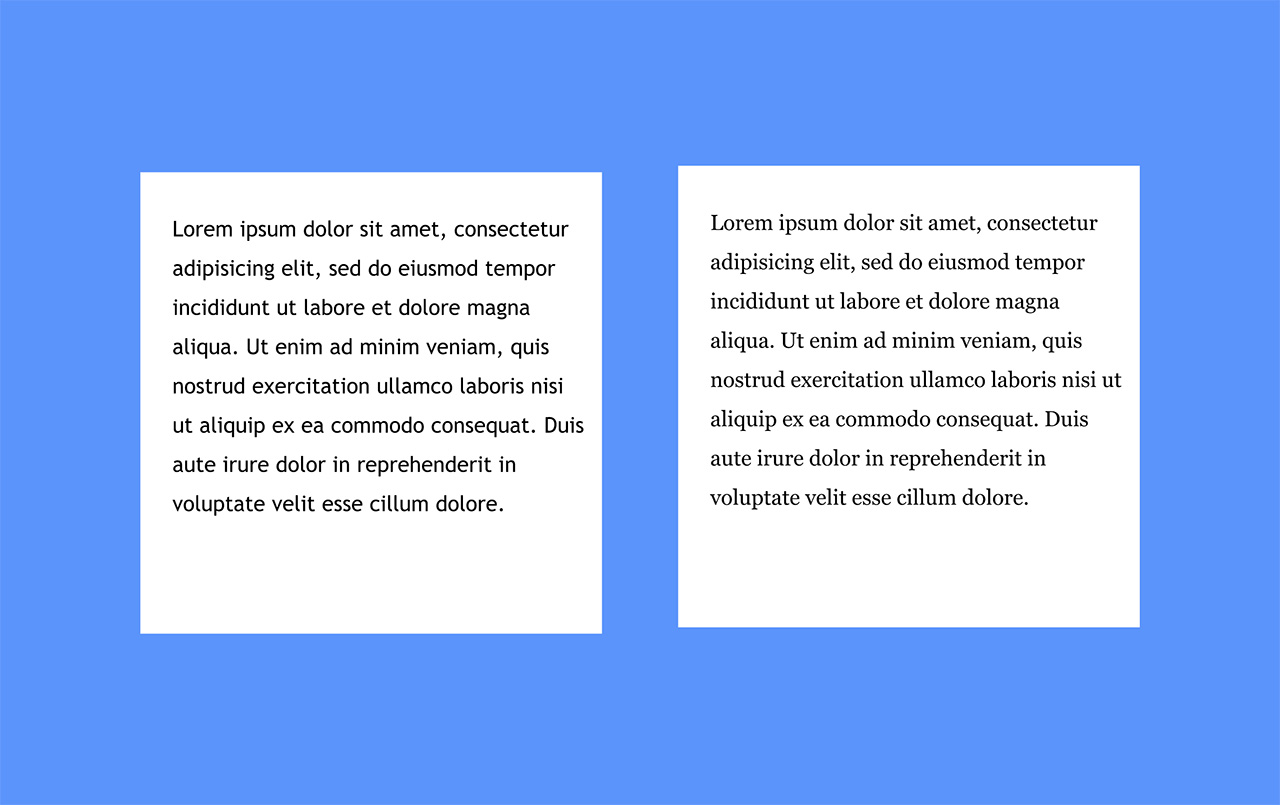 Lorem ipsum dolor sit amet, consectetur
adipisicing elit, sed do eiusmod tempor
incididunt ut labore et dolore magna
aliqua. Ut enim ad minim veniam, quis
nostrud exercitation ullamco laboris nisi
ut aliquip ex ea commodo consequat. Duis
aute irure dolor in reprehenderit in
voluptate velit esse cillum dolore.
Lorem ipsum dolor sit amet, consectetur
adipisicing elit, sed do eiusmod tempor
incididunt ut labore et dolore magna
aliqua. Ut enim ad minim veniam, quis
nostrud exercitation ullamco laboris nisi ut
aliquip ex ea commodo consequat. Duis
aute irure dolor in reprehenderit in
voluptate velit esse cillum dolore.